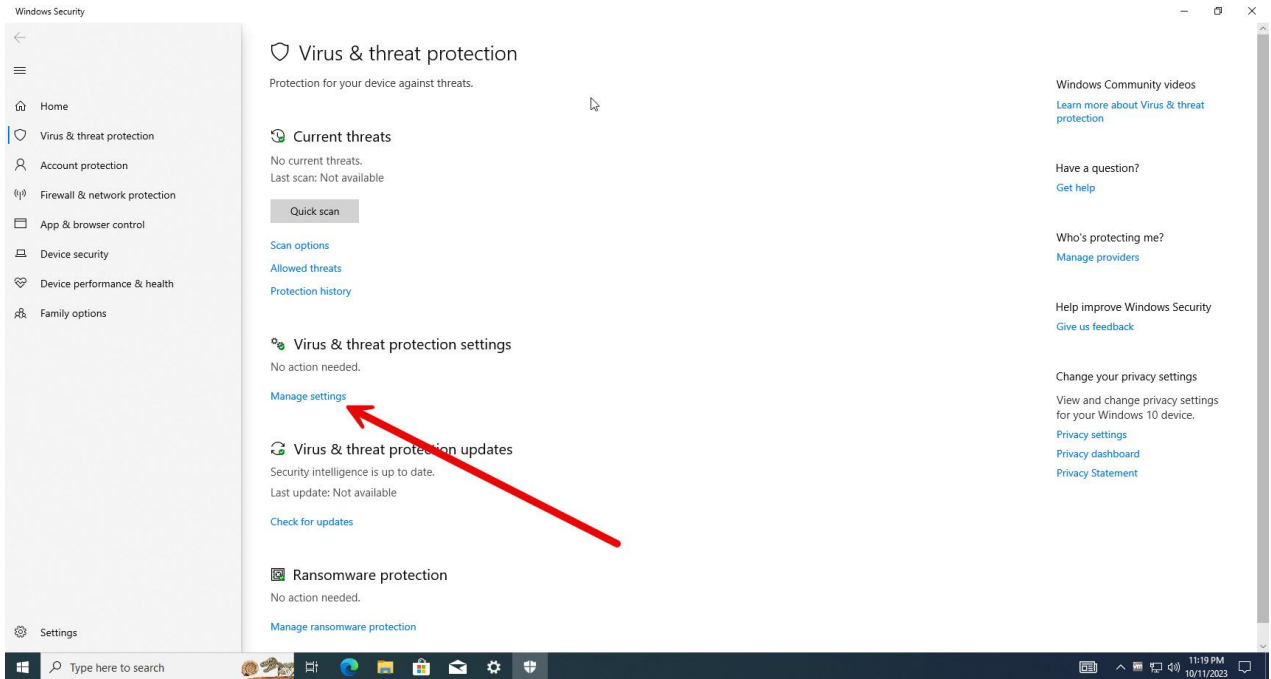 Windows Security
Home
Virus & threat protection
Account protection
Firewall & network protection
App & browser control
Device security
Device performance & health
Family options
Settings
Virus & threat protection
Protection for your device against threats.
Current threats
No current threats.
Last scan: Not available
Quick scan
Scan options
Allowed threats
Protection history
Virus & threat protection settings
No action needed.
Manage settings
Virus & threat protection updates
Security intelligence is up to date.
Last update: Not available
Check for updates
Ransomware protection
No action needed.
Manage ransomware protection
Windows Community videos
Learn more about Virus & threat
protection
Have a question?
Get help
Who's protecting me?
Manage providers
Help improve Windows Security
Give us feedback
Change your privacy settings
View and change privacy settings
for your Windows 10 device.
Privacy settings
Privacy dashboard
Privacy Statement
Type here to search
11:19 PM
10/11/2023